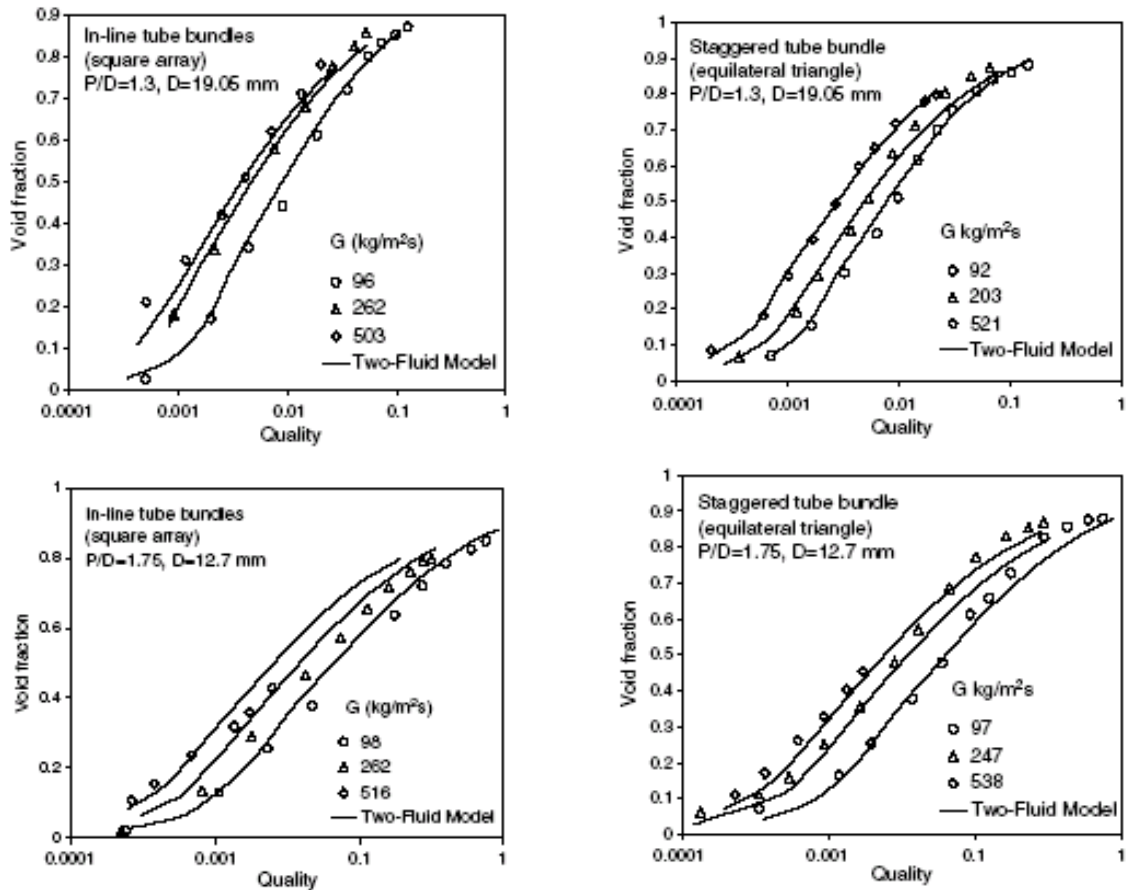 0.9
In-line tube bundles
(square array)
P/D=1.3, D=19.05 mm
0.8
0.7
0.6
0.5
0.4
0.3
0.2
0.1
0
Void fraction
G (kg/m²s)
96
262
503
Two-Fluid Model
0.0001
0.001
0.01
0.1
1
Quality
1
Staggered tube bundle
(equilateral triangle)
P/D=1.3, D=19.05 mm
0.9
0.8
0.7
0.6
0.5
0.4
0.3
0.2
0.1
0
Void fraction
G kg/m²s
92
203
521
Two-Fluid Model
0.0001
0.001
0.01
0.1
1
Quality
1
In-line tube bundles
(square array)
P/D=1.75, D=12.7 mm
0.8
0.6
0.4
0.2
0
Void fraction
G (kg/m²s)
98
262
516
Two-Fluid Model
0.0001
0.001
0.1
1
Quality
1
Staggered tube bundle
(equilateral triangle)
P/D=1.75, D=12.7 mm
0.9
0.8
0.7
0.6
0.5
0.4
0.3
0.2
0.1
0
Void fraction
G kg/m²s
97
247
538
Two-Fluid Model
0.0001
0.001
0.1
1
Quality